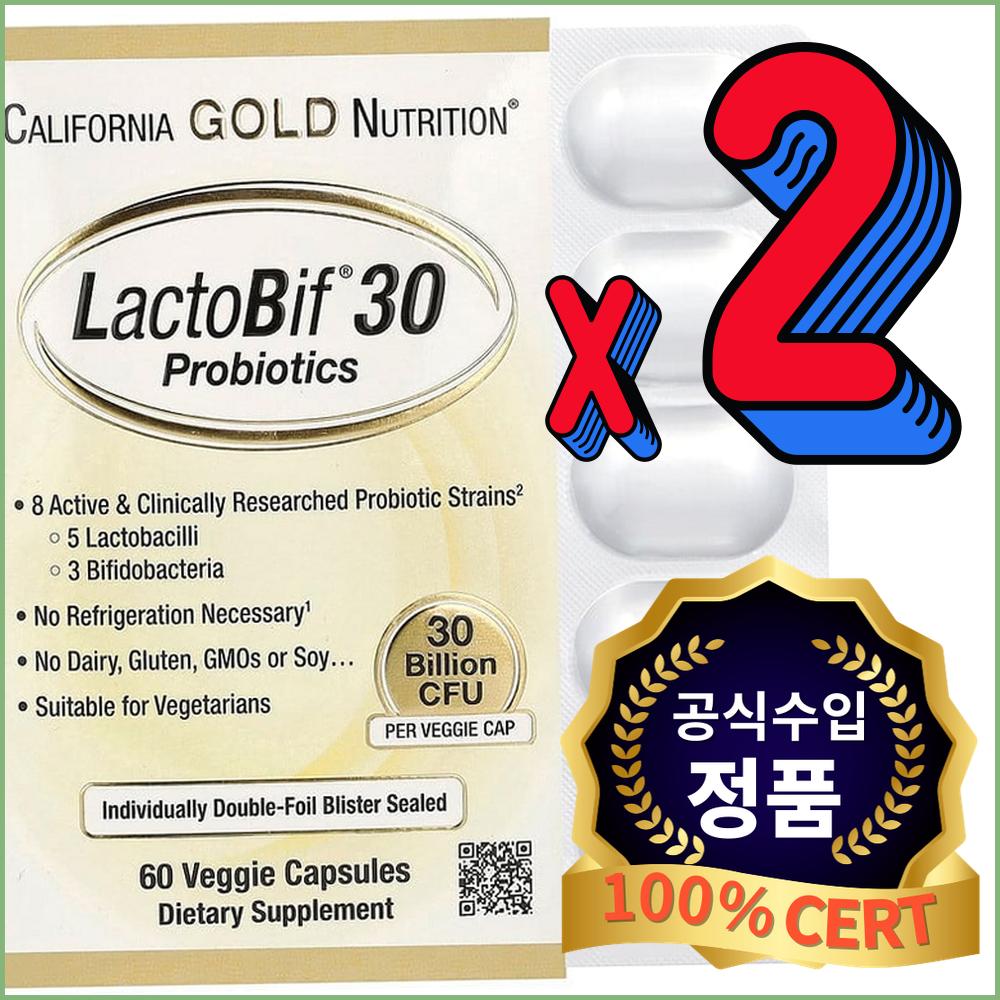 CALIFORNIA GOLD NUTRITION®
LactoBif® 30
Probiotics
• 8 Active & Clinically Researched Probiotic Strains²
○ 5 Lactobacilli
○ 3 Bifidobacteria
• No Refrigeration Necessary¹
• No Dairy, Gluten, GMOs or Soy...
• Suitable for Vegetarians
30
Billion
CFU
PER VEGGIE CAP
Individually Double-Foil Blister Sealed
60 Veggie Capsules
Dietary Supplement
x2
공식수입
정품
100% CERT